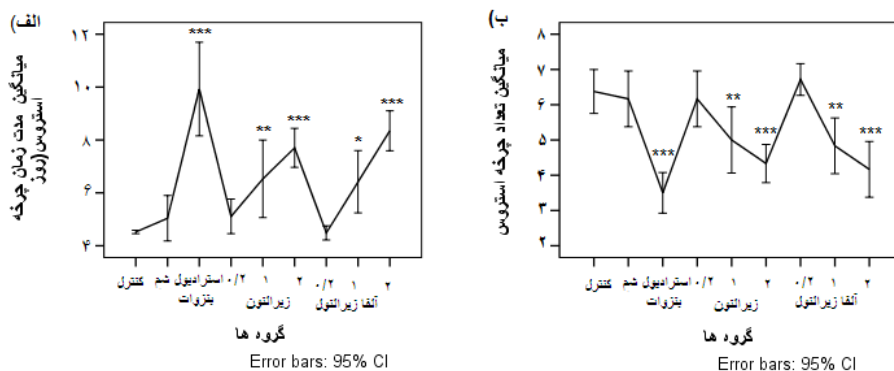 الف)
میانگین مدت زمان چرخه
استروس(روز
۱۲
۱۰
۸
۶
۴
***
**
***
*
***
کنترل
شم
استرادیول
بنزوات
۰/۲ ۱ ۲
زیرالنون
۰/۲ ۱ ۲
آلفا زیرالنول
گروه ها
Error bars: 95% CI
ب)
میانگین تعداد چرخه استروس
۸
۷
۶
۵
۴
۳
۲
***
**
***
**
***
کنترل
شم
استرادیول
بنزوات
۰/۲ ۱ ۲
زیرالنون
۰/۲ ۱ ۲
آلفا زیرالنول
گروه ها
Error bars: 95% CI